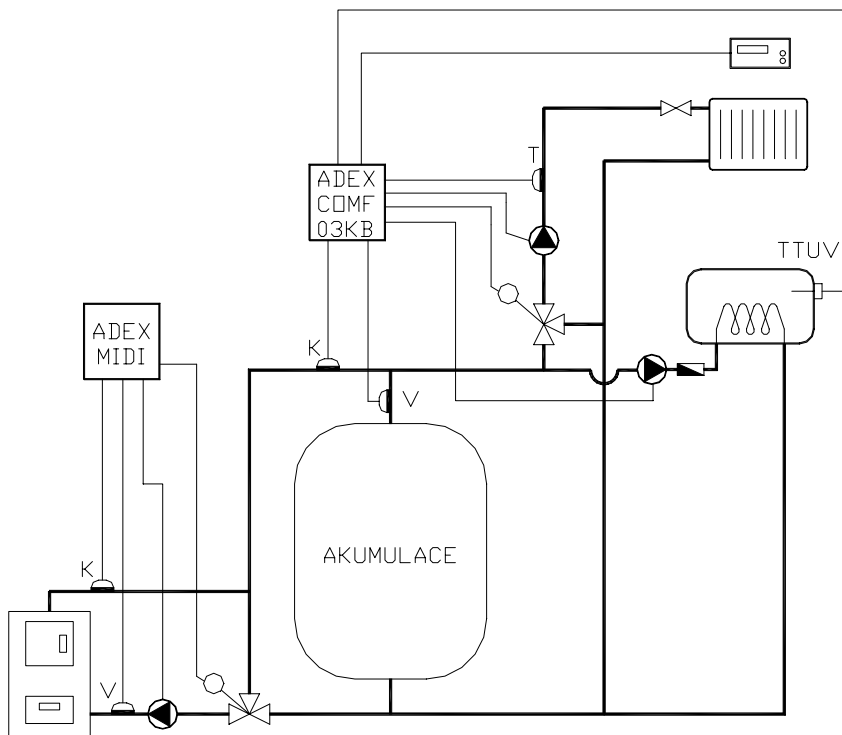 T
ADEX
COMF
03KB
TTUV
ADEX
MIDI
K
V
AKUMULACE
K
V